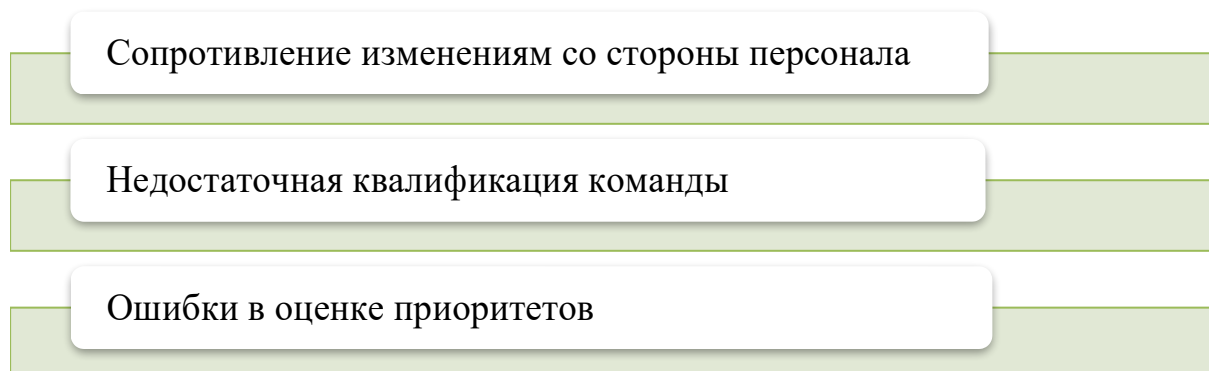 Сопротивление изменениям со стороны персонала
Недостаточная квалификация команды
Ошибки в оценке приоритетов